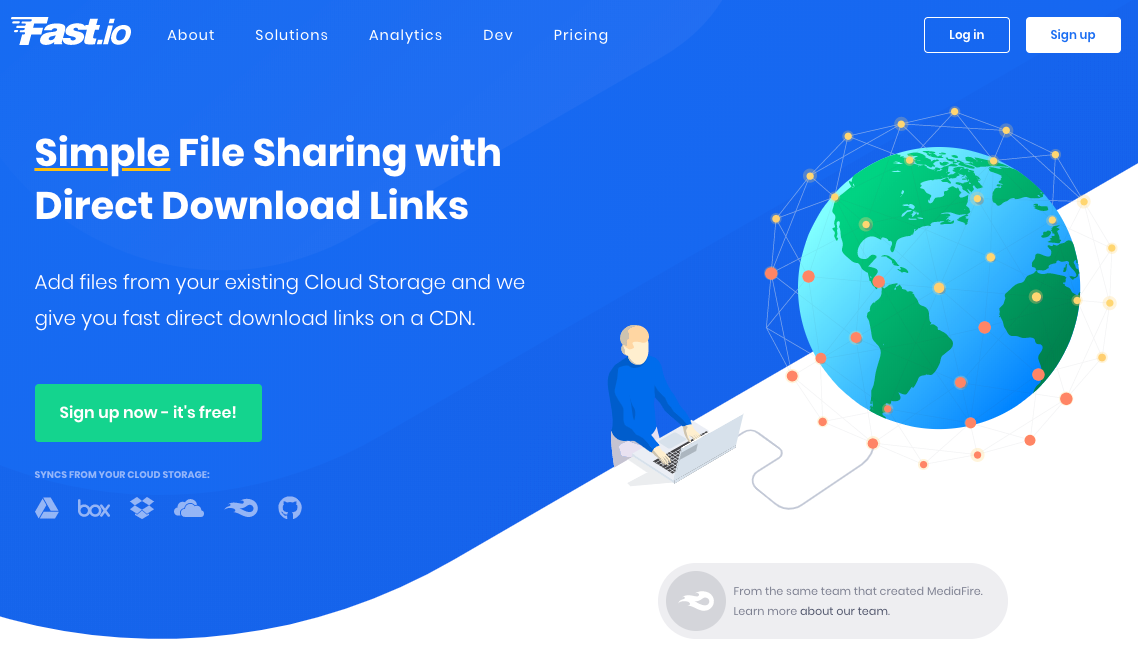 Fast.io
About Solutions Analytics Dev Pricing
Log in
Sign up
Simple File Sharing with
Direct Download Links
Add files from your existing Cloud Storage and we
give you fast direct download links on a CDN.
Sign up now - it's free!
SYNCS FROM YOUR CLOUD STORAGE:
box
From the same team that created MediaFire.
Learn more about our team.